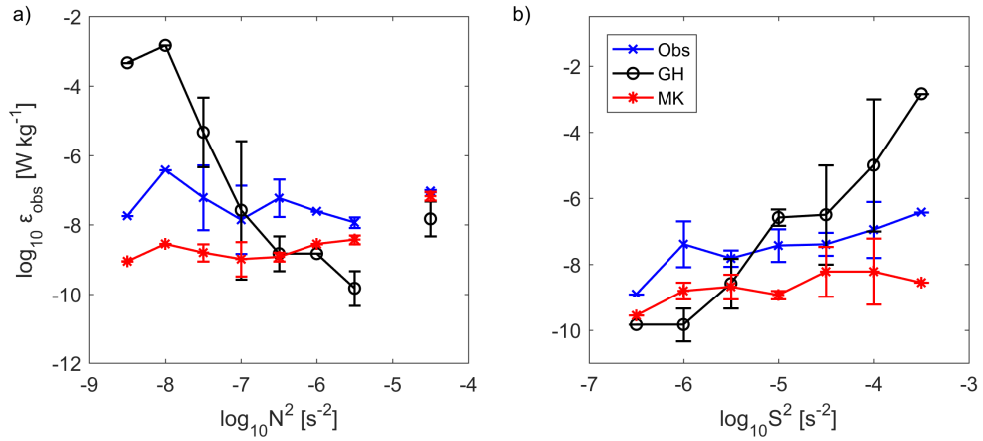 a)
-2
-4
-6
-8
-10
-12
-9 -8 -7 -6 -5 -4
log₁₀ ε_obs [W kg⁻¹]
log₁₀N² [s⁻²]
b)
Obs
GH
MK
-2
-4
-6
-8
-10
-7 -6 -5 -4 -3
log₁₀S² [s⁻²]